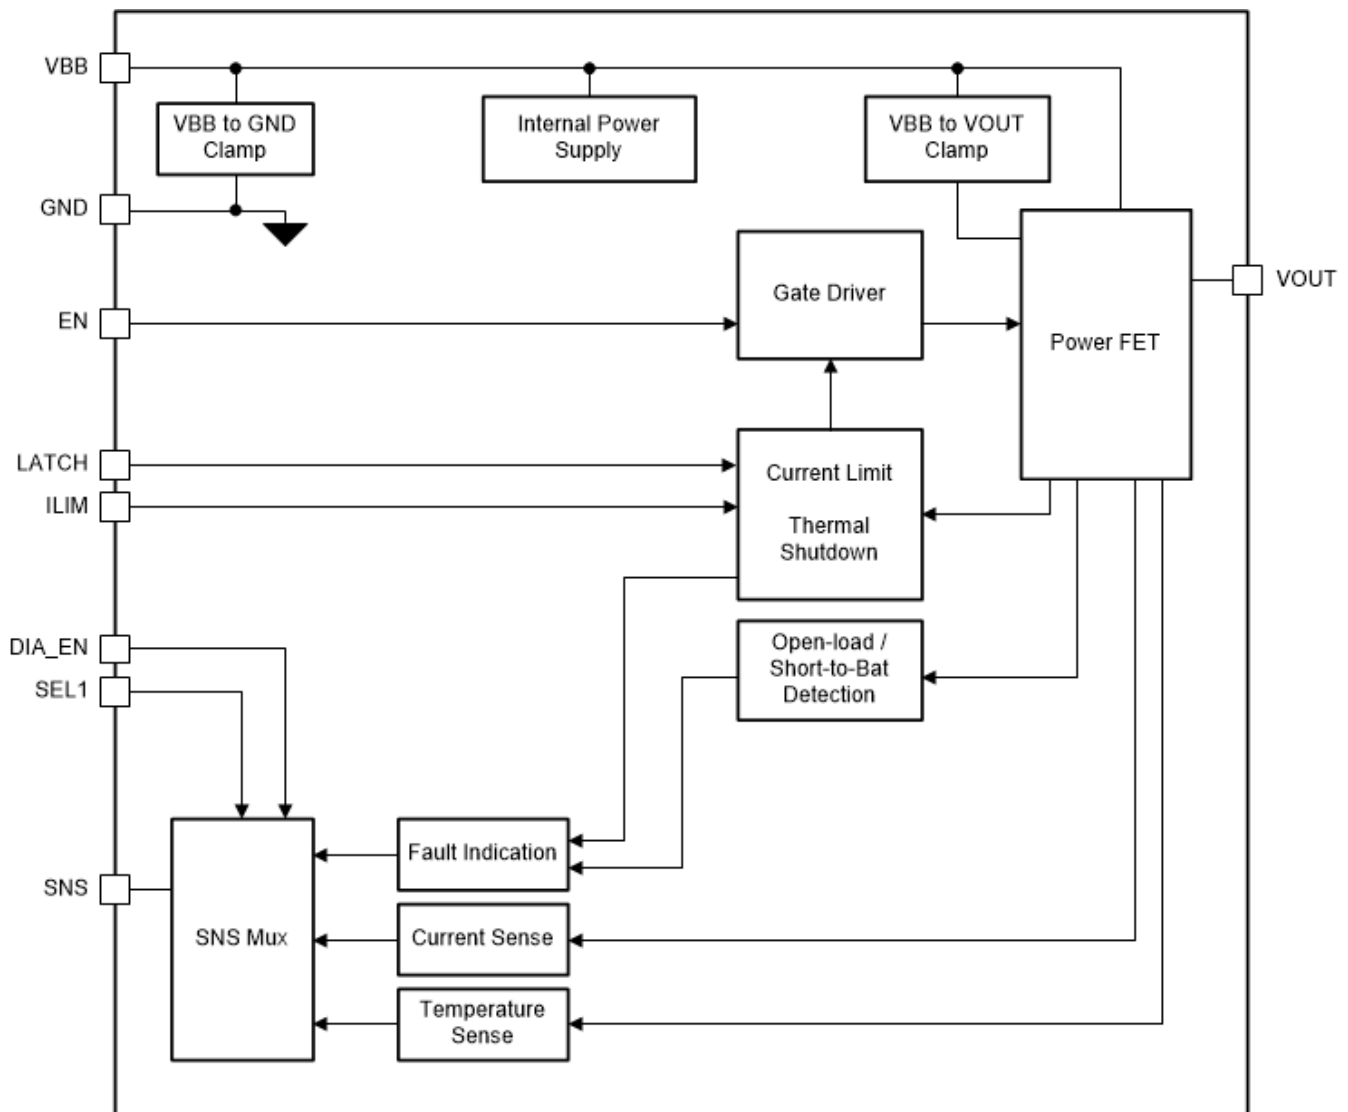 VBB
VBB to GND
Clamp
Internal Power
Supply
VBB to VOUT
Clamp
GND
VOUT
Gate Driver
EN
Power FET
LATCH
ILIM
Current Limit
Thermal
Shutdown
DIA_EN
SEL1
Open-load /
Short-to-Bat
Detection
Fault Indication
SNS
SNS Mux
Current Sense
Temperature
Sense